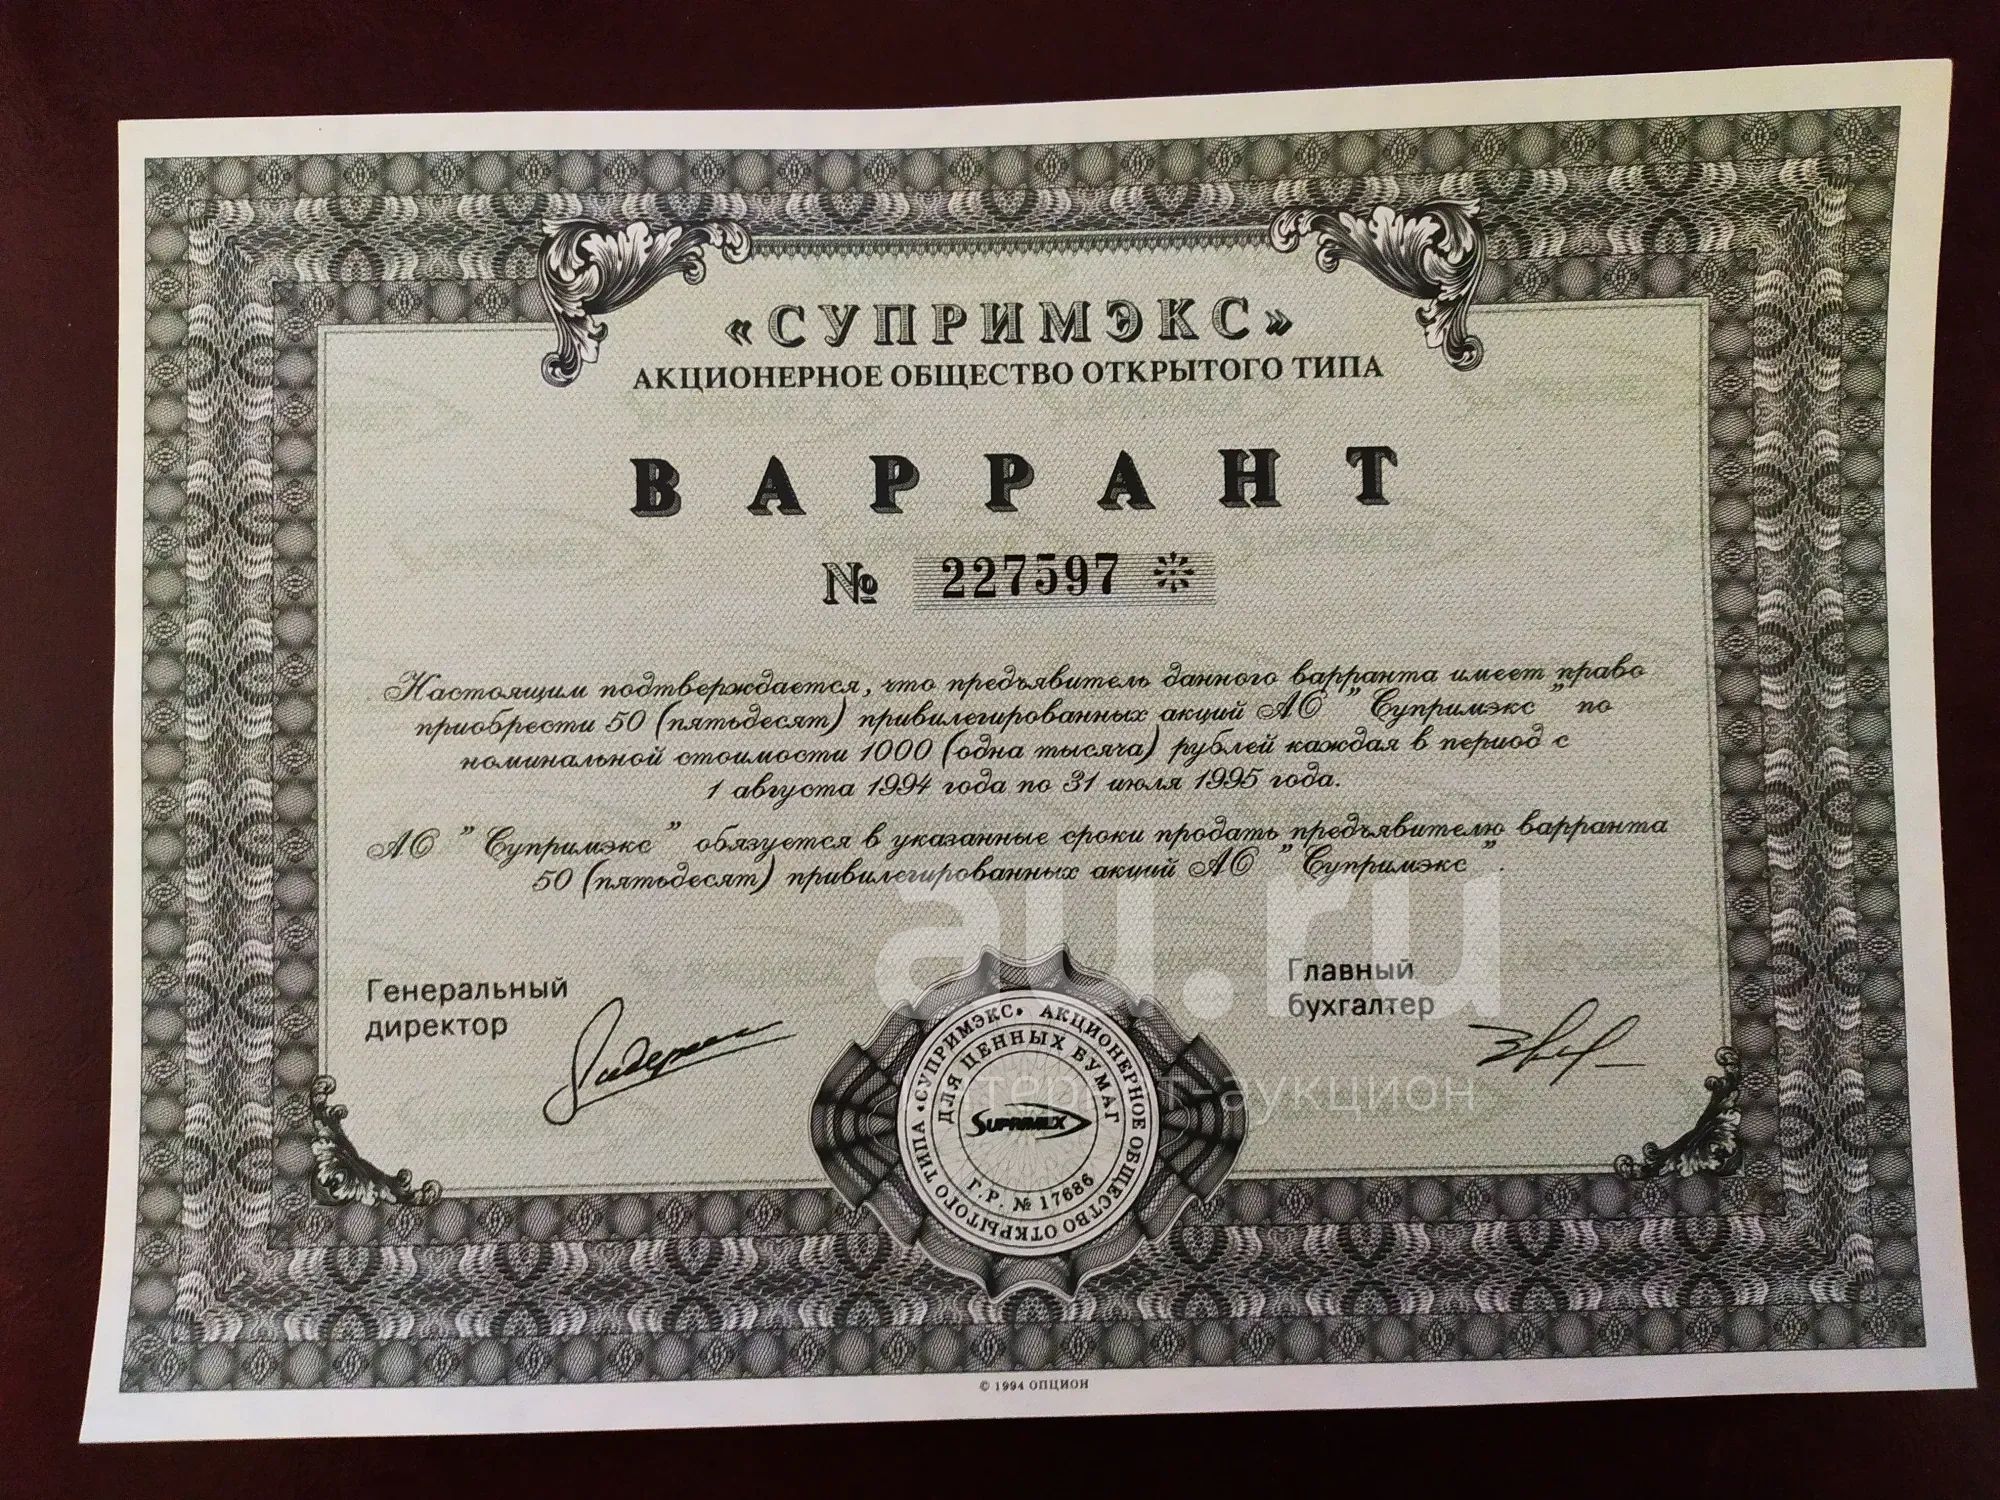 «СУПРИМЭКС»
АКЦИОНЕРНОЕ ОБЩЕСТВО ОТКРЫТОГО ТИПА
ВАРРАНТ
№ 227597 ✻
Настоящим подтверждается, что предъявитель данного варранта имеет право
приобрести 50 (пятьдесят) привилегированных акций АО "Супримэкс" по
номинальной стоимости 1000 (одна тысяча) рублей каждая в период с
1 августа 1994 года по 31 июля 1995 года.
АО "Супримэкс" обязуется в указанные сроки продать предъявителю варранта
50 (пятьдесят) привилегированных акций АО "Супримэкс".
au.ru
интернет-аукцион
Генеральный
директор
Главный
бухгалтер
«СУПРИМЭКС» АКЦИОНЕРНОЕ ОБЩЕСТВО ОТКРЫТОГО ТИПА
ДЛЯ ЦЕННЫХ БУМАГ
SUPRIMEX
Г.Р. № 17686
© 1994 ОПЦИОН